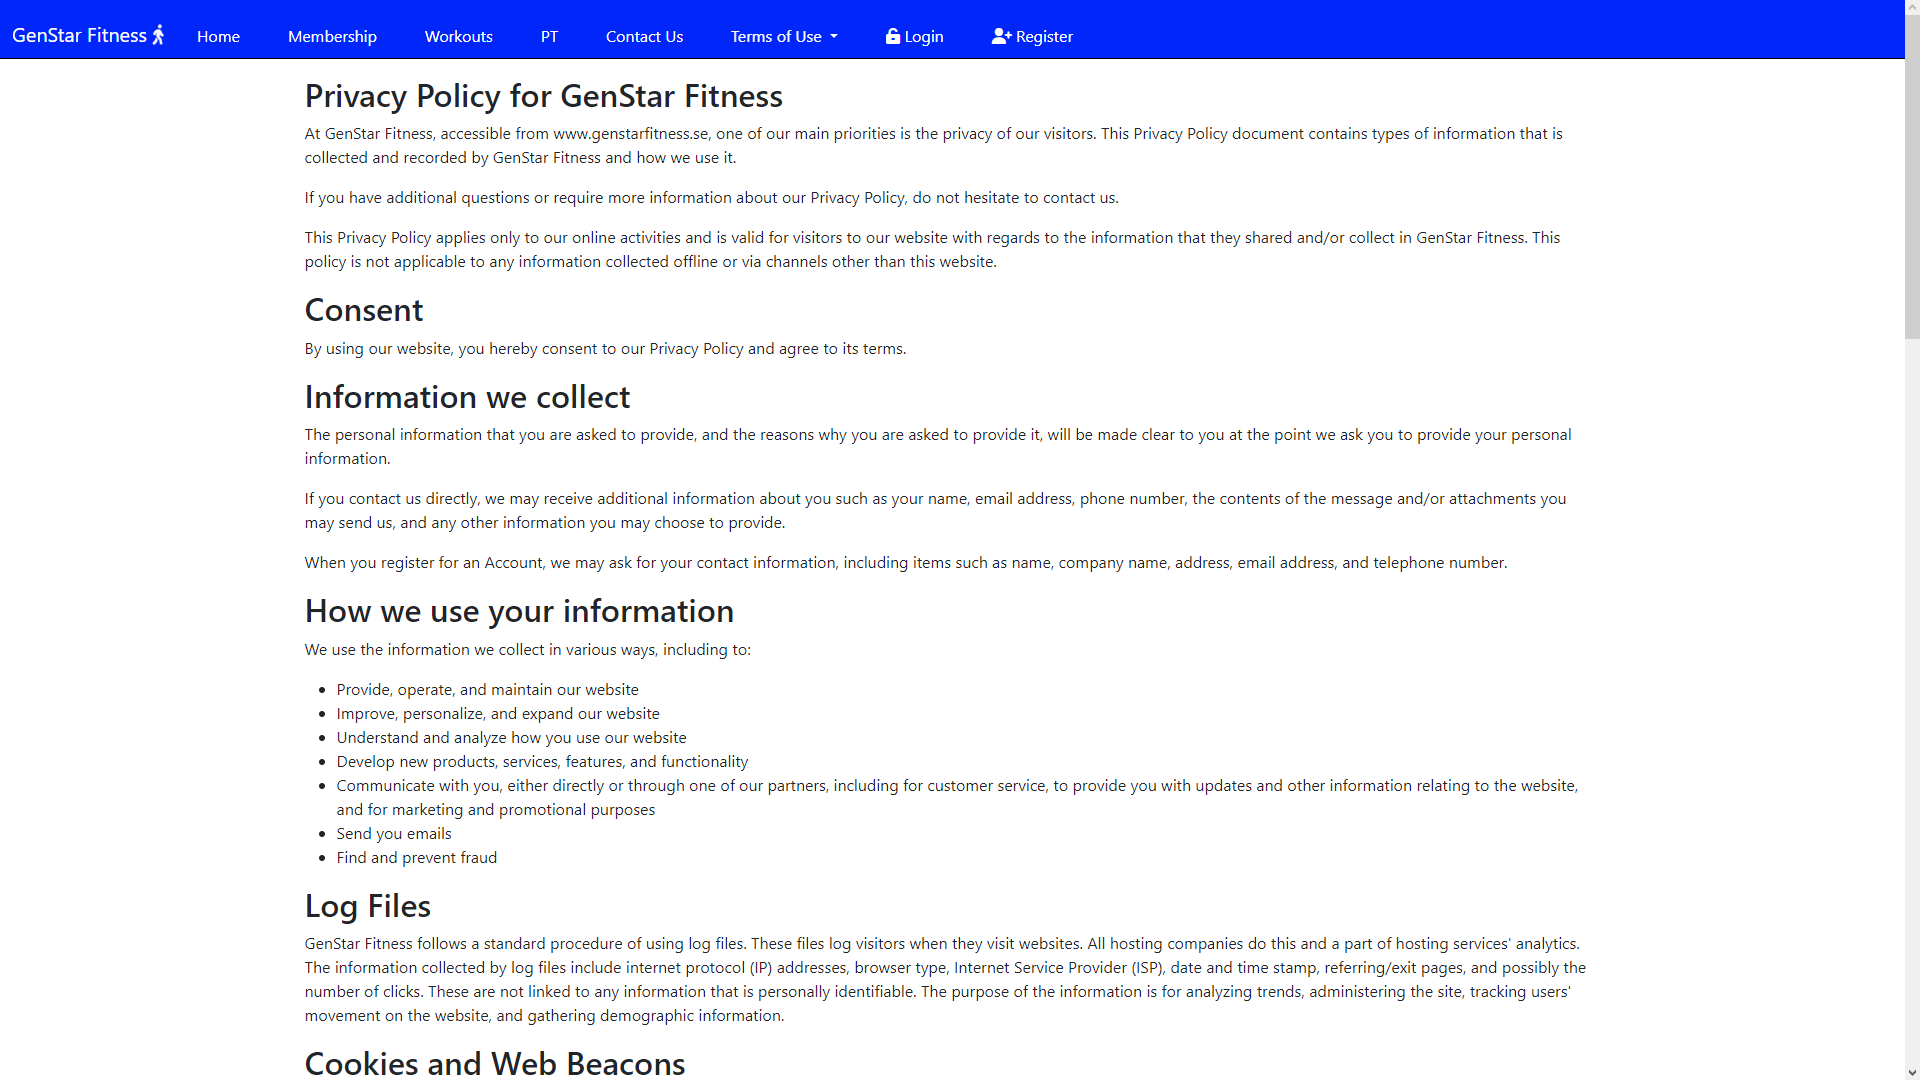 GenStar Fitness Home Membership Workouts PT Contact Us Terms of Use Login Register
Privacy Policy for GenStar Fitness
At GenStar Fitness, accessible from www.genstarfitness.se, one of our main priorities is the privacy of our visitors. This Privacy Policy document contains types of information that is
collected and recorded by GenStar Fitness and how we use it.
If you have additional questions or require more information about our Privacy Policy, do not hesitate to contact us.
This Privacy Policy applies only to our online activities and is valid for visitors to our website with regards to the information that they shared and/or collect in GenStar Fitness. This
policy is not applicable to any information collected offline or via channels other than this website.
Consent
By using our website, you hereby consent to our Privacy Policy and agree to its terms.
Information we collect
The personal information that you are asked to provide, and the reasons why you are asked to provide it, will be made clear to you at the point we ask you to provide your personal
information.
If you contact us directly, we may receive additional information about you such as your name, email address, phone number, the contents of the message and/or attachments you
may send us, and any other information you may choose to provide.
When you register for an Account, we may ask for your contact information, including items such as name, company name, address, email address, and telephone number.
How we use your information
We use the information we collect in various ways, including to:
• Provide, operate, and maintain our website
• Improve, personalize, and expand our website
• Understand and analyze how you use our website
• Develop new products, services, features, and functionality
• Communicate with you, either directly or through one of our partners, including for customer service, to provide you with updates and other information relating to the website,
and for marketing and promotional purposes
• Send you emails
• Find and prevent fraud
Log Files
GenStar Fitness follows a standard procedure of using log files. These files log visitors when they visit websites. All hosting companies do this and a part of hosting services' analytics.
The information collected by log files include internet protocol (IP) addresses, browser type, Internet Service Provider (ISP), date and time stamp, referring/exit pages, and possibly the
number of clicks. These are not linked to any information that is personally identifiable. The purpose of the information is for analyzing trends, administering the site, tracking users'
movement on the website, and gathering demographic information.
Cookies and Web Beacons